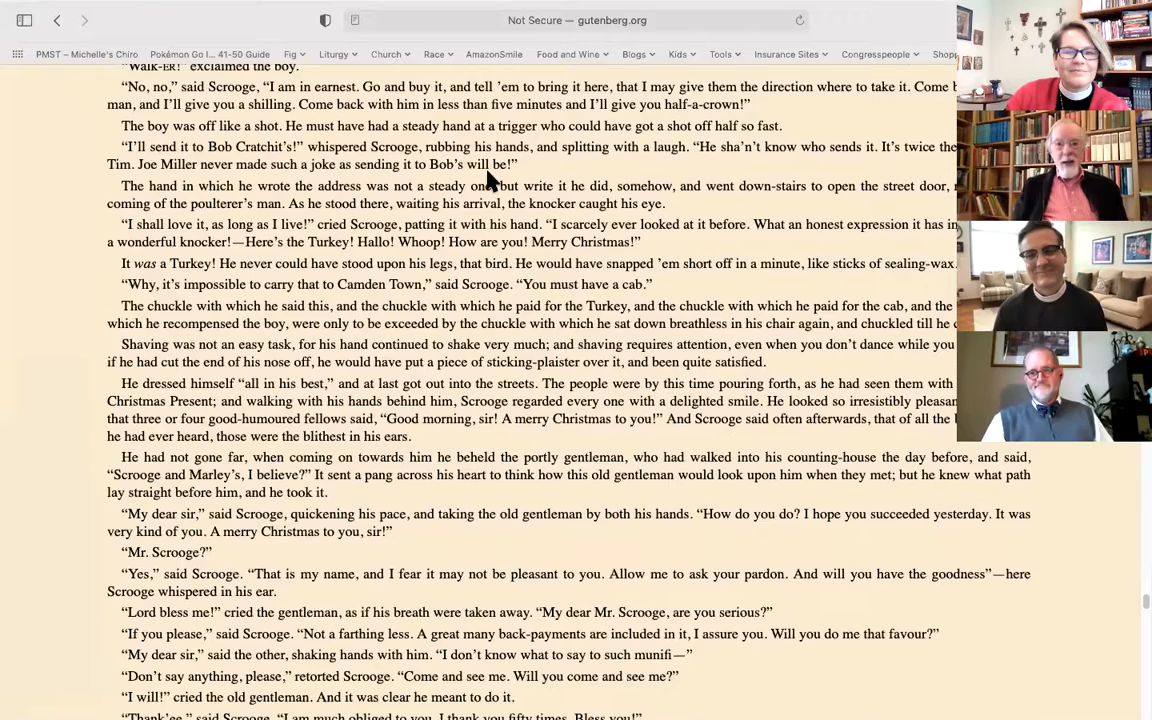 Not Secure — gutenberg.org
PMST – Michelle's Chiro Pokémon Go I... 41-50 Guide Fig Liturgy Church Race AmazonSmile Food and Wine Blogs Kids Tools Insurance Sites Congresspeople Shopp
“Walk-ER!” exclaimed the boy.
“No, no,” said Scrooge, “I am in earnest. Go and buy it, and tell ’em to bring it here, that I may give them the direction where to take it. Come
man, and I’ll give you a shilling. Come back with him in less than five minutes and I’ll give you half-a-crown!”
The boy was off like a shot. He must have had a steady hand at a trigger who could have got a shot off half so fast.
“I’ll send it to Bob Cratchit’s!” whispered Scrooge, rubbing his hands, and splitting with a laugh. “He sha’n’t know who sends it. It’s twice the
Tim. Joe Miller never made such a joke as sending it to Bob’s will be!”
The hand in which he wrote the address was not a steady one, but write it he did, somehow, and went down-stairs to open the street door,
coming of the poulterer’s man. As he stood there, waiting his arrival, the knocker caught his eye.
“I shall love it, as long as I live!” cried Scrooge, patting it with his hand. “I scarcely ever looked at it before. What an honest expression it has in
a wonderful knocker!—Here’s the Turkey! Hallo! Whoop! How are you! Merry Christmas!”
It was a Turkey! He never could have stood upon his legs, that bird. He would have snapped ’em short off in a minute, like sticks of sealing-wax.
“Why, it’s impossible to carry that to Camden Town,” said Scrooge. “You must have a cab.”
The chuckle with which he said this, and the chuckle with which he paid for the Turkey, and the chuckle with which he paid for the cab, and the
which he recompensed the boy, were only to be exceeded by the chuckle with which he sat down breathless in his chair again, and chuckled till he
Shaving was not an easy task, for his hand continued to shake very much; and shaving requires attention, even when you don’t dance while you
if he had cut the end of his nose off, he would have put a piece of sticking-plaister over it, and been quite satisfied.
He dressed himself “all in his best,” and at last got out into the streets. The people were by this time pouring forth, as he had seen them with
Christmas Present; and walking with his hands behind him, Scrooge regarded every one with a delighted smile. He looked so irresistibly pleasan
that three or four good-humoured fellows said, “Good morning, sir! A merry Christmas to you!” And Scrooge said often afterwards, that of all the
he had ever heard, those were the blithest in his ears.
He had not gone far, when coming on towards him he beheld the portly gentleman, who had walked into his counting-house the day before, and said,
“Scrooge and Marley’s, I believe?” It sent a pang across his heart to think how this old gentleman would look upon him when they met; but he knew what path
lay straight before him, and he took it.
“My dear sir,” said Scrooge, quickening his pace, and taking the old gentleman by both his hands. “How do you do? I hope you succeeded yesterday. It was
very kind of you. A merry Christmas to you, sir!”
“Mr. Scrooge?”
“Yes,” said Scrooge. “That is my name, and I fear it may not be pleasant to you. Allow me to ask your pardon. And will you have the goodness”—here
Scrooge whispered in his ear.
“Lord bless me!” cried the gentleman, as if his breath were taken away. “My dear Mr. Scrooge, are you serious?”
“If you please,” said Scrooge. “Not a farthing less. A great many back-payments are included in it, I assure you. Will you do me that favour?”
“My dear sir,” said the other, shaking hands with him. “I don’t know what to say to such munifi—”
“Don’t say anything, please,” retorted Scrooge. “Come and see me. Will you come and see me?”
“I will!” cried the old gentleman. And it was clear he meant to do it.
“Thank’ee,” said Scrooge. “I am much obliged to you. I thank you fifty times. Bless you!”